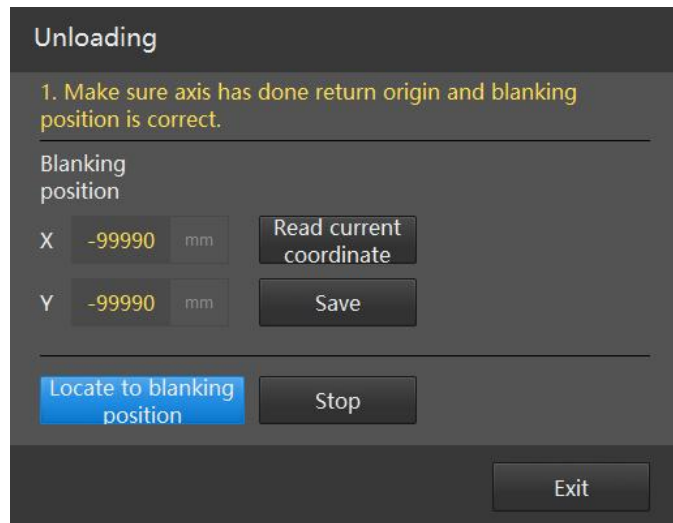 Unloading
1. Make sure axis has done return origin and blanking
position is correct.
Blanking
position
X -99990 mm
Read current
coordinate
Y -99990 mm
Save
Locate to blanking
position
Stop
Exit